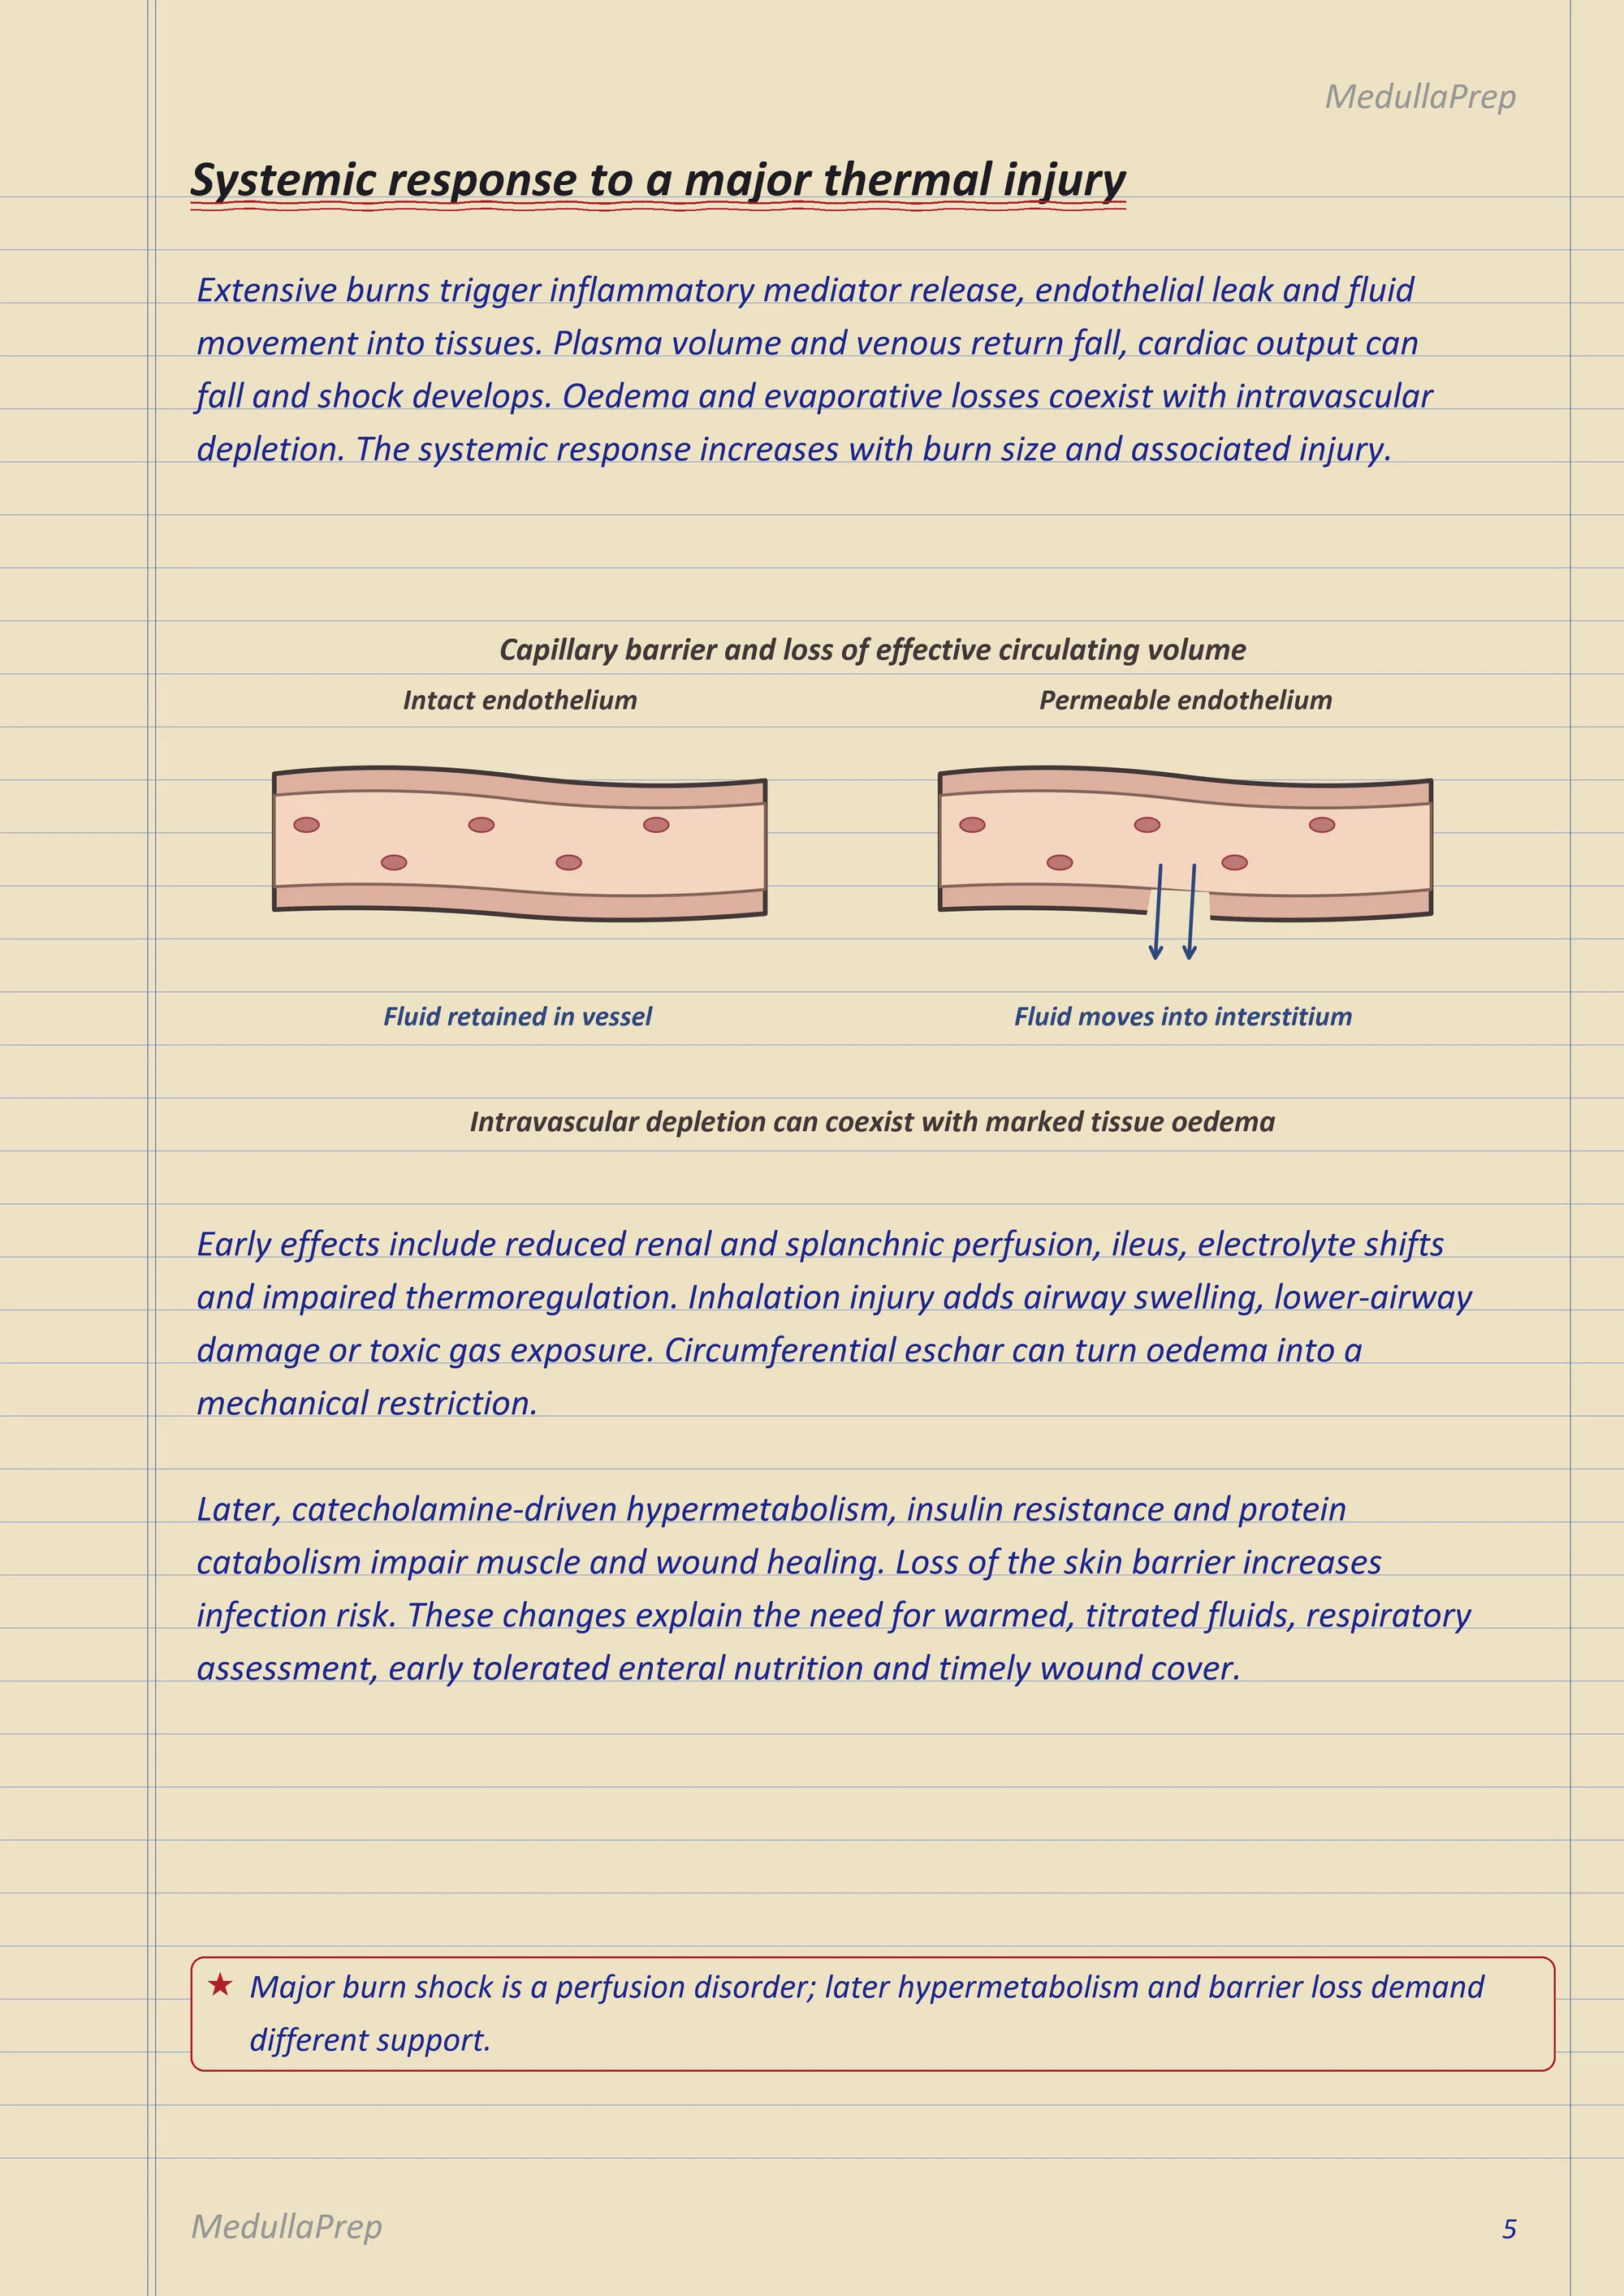 MedullaPrep
Systemic response to a major thermal injury
Extensive burns trigger inflammatory mediator release, endothelial leak and fluid
movement into tissues. Plasma volume and venous return fall, cardiac output can
fall and shock develops. Oedema and evaporative losses coexist with intravascular
depletion. The systemic response increases with burn size and associated injury.
Capillary barrier and loss of effective circulating volume
Intact endothelium
Permeable endothelium
Fluid retained in vessel
Fluid moves into interstitium
Intravascular depletion can coexist with marked tissue oedema
Early effects include reduced renal and splanchnic perfusion, ileus, electrolyte shifts
and impaired thermoregulation. Inhalation injury adds airway swelling, lower-airway
damage or toxic gas exposure. Circumferential eschar can turn oedema into a
mechanical restriction.
Later, catecholamine-driven hypermetabolism, insulin resistance and protein
catabolism impair muscle and wound healing. Loss of the skin barrier increases
infection risk. These changes explain the need for warmed, titrated fluids, respiratory
assessment, early tolerated enteral nutrition and timely wound cover.
★ Major burn shock is a perfusion disorder; later hypermetabolism and barrier loss demand
different support.
MedullaPrep
5